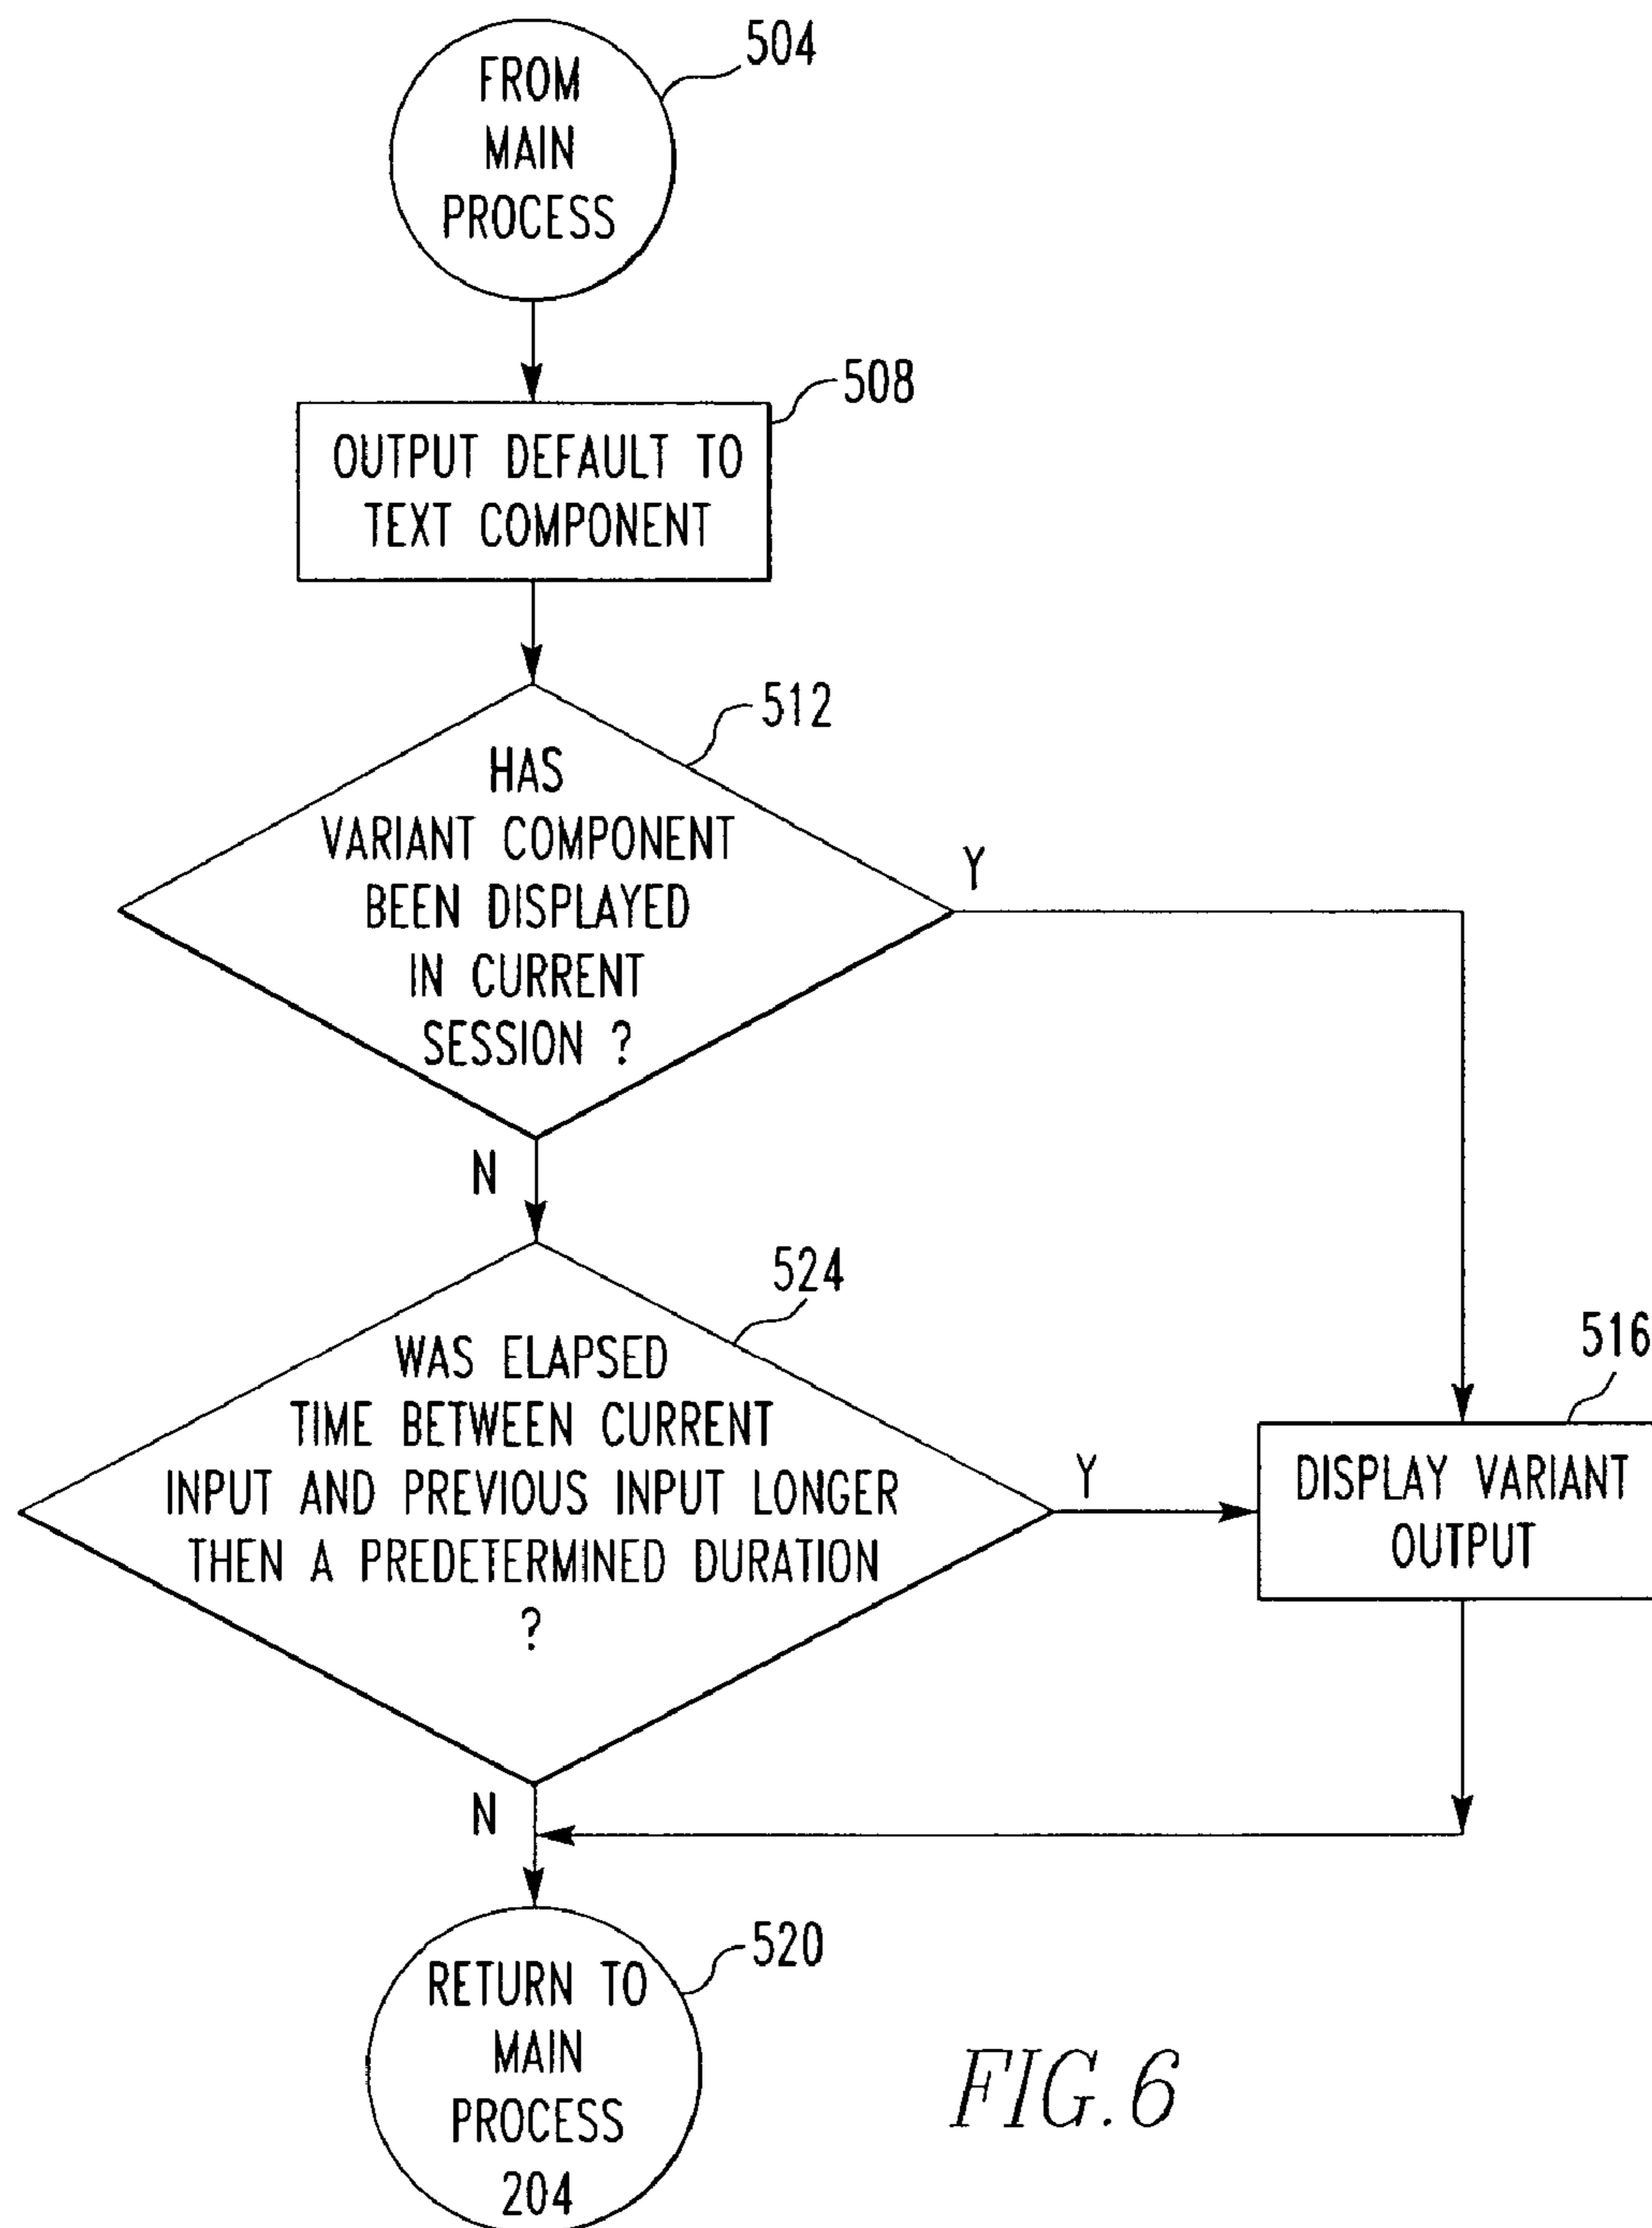 504
FROM
MAIN
PROCESS
508
OUTPUT DEFAULT TO
TEXT COMPONENT
512
HAS
VARIANT COMPONENT
BEEN DISPLAYED
IN CURRENT
SESSION ?
Y
N
524
WAS ELAPSED
TIME BETWEEN CURRENT
INPUT AND PREVIOUS INPUT LONGER
THEN A PREDETERMINED DURATION
?
Y
516
DISPLAY VARIANT
OUTPUT
N
520
RETURN TO
MAIN
PROCESS
204
FIG.6